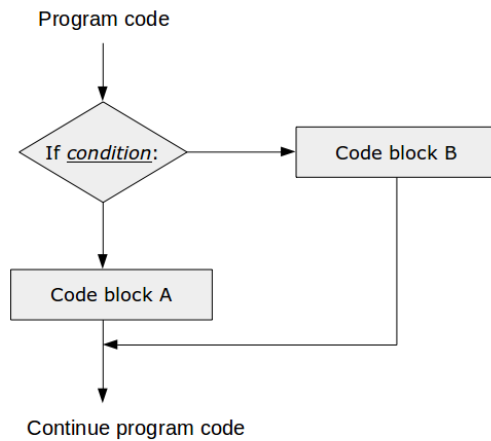 Program code
If condition:
Code block B
Code block A
Continue program code